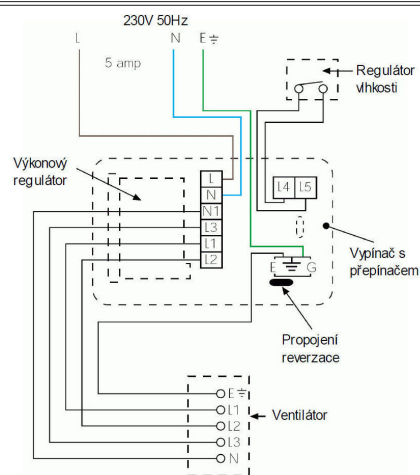 230V 50Hz
L N E
5 amp
Regulátor
vlhkosti
Výkonový
regulátor
L
N
N1
L3
L1
L2
L4 L5
Vypínač s
přepínačem
E G
Propojení
reverzace
E
L1
L2
L3
N
Ventilátor